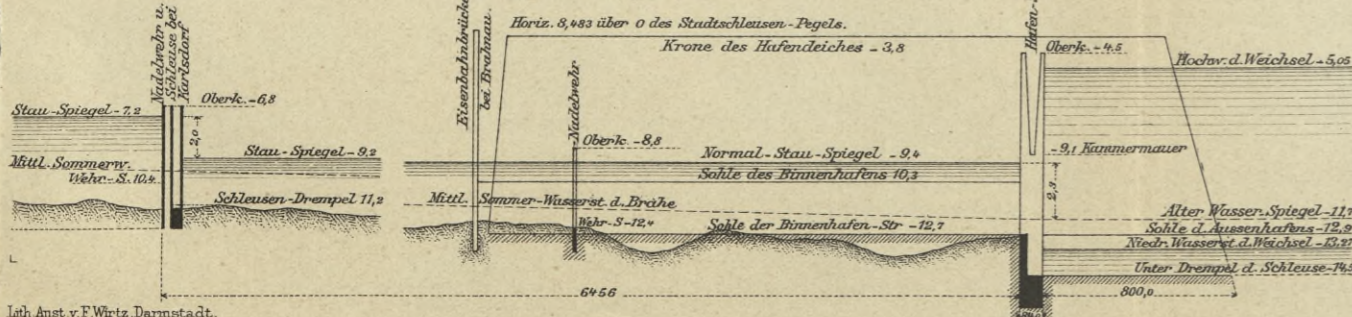 Nadelwehr u.
Schleuse bei
Karlsdorf
Stau-Spiegel-7,2
Oberk.-6,8
2,0
Stau-Spiegel-9,2
Mittl. Sommerw.
Wehr-S. 10,4
Schleusen-Drempel 11,2
Eisenbahnbrücke
bei Brahnau.
Horiz. 8,483 über 0 des Stadtschleusen-Pegels.
Krone des Hafendeiches - 3,8
Nadelwehr
Oberk. -8,8
Normal-Stau-Spiegel -9,4
Sohle des Binnenhafens 10,3
Mittl. Sommer-Wasserst. d. Brahe
Wehr-S-12,4
Sohle der Binnenhafen-Str -12,7
Hafen-
Oberk.-4.5
Hochw. d. Weichsel-5,05
-9,1 Kammermauer
2,3
Alter Wasser-Spiegel-11,7
Sohle d. Aussenhafens-12,9
Niedr. Wasserst. d. Weichsel-13,27
Unter Drempel d. Schleuse-14,5
6456
800,0
Lith. Anst. v. F. Wirtz, Darmstadt.